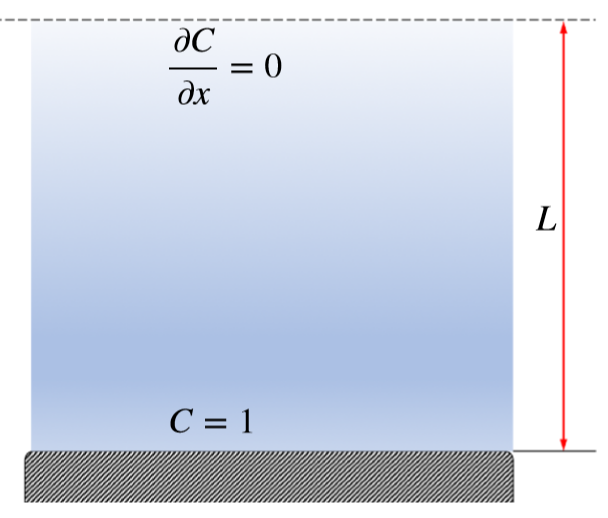 ∂C/∂x = 0
L
C = 1